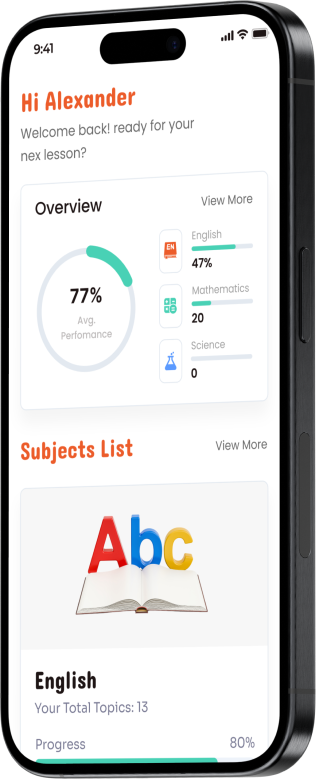 9:41
Hi Alexander
Welcome back! ready for your
nex lesson?
Overview
View More
77%
Avg.
Perfomance
EN
English
47%
Mathematics
20
Science
0
Subjects List
View More
Abc
English
Your Total Topics: 13
Progress
80%